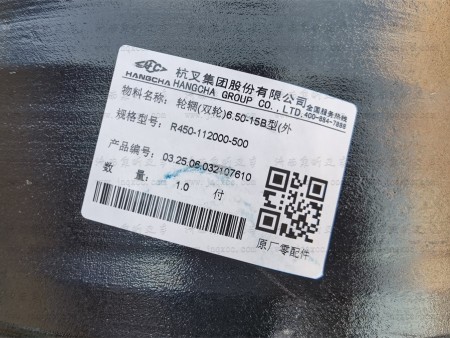 杭叉集团股份有限公司
HANGCHA HANGCHA GROUP CO.,LTD.
全国服务热线
400-884-7888
物料名称: 轮辋(双轮)6.50-15B型(外
规格型号: R450-112000-500
产品编号: 03.25.06.032107610
数 量: 1.0 付
原厂零配件